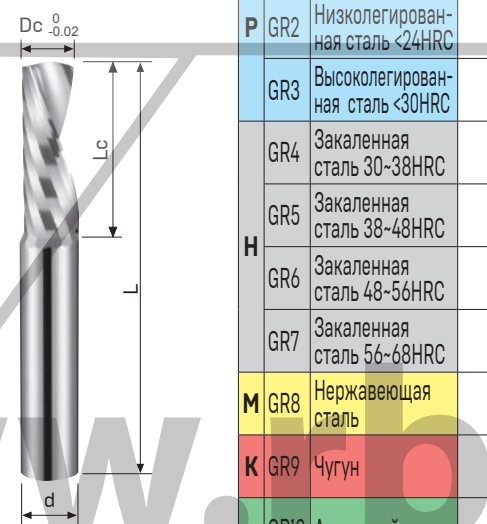 Dc 0 -0.02
Lc
L
d
P GR2 Низколегирован-
ная сталь <24HRC
GR3 Высоколегирован-
ная сталь <30HRC
H
GR4 Закаленная
сталь 30~38HRC
GR5 Закаленная
сталь 38~48HRC
GR6 Закаленная
сталь 48~56HRC
GR7 Закаленная
сталь 56~68HRC
M GR8 Нержавеющая
сталь
K GR9 Чугун
w.rb